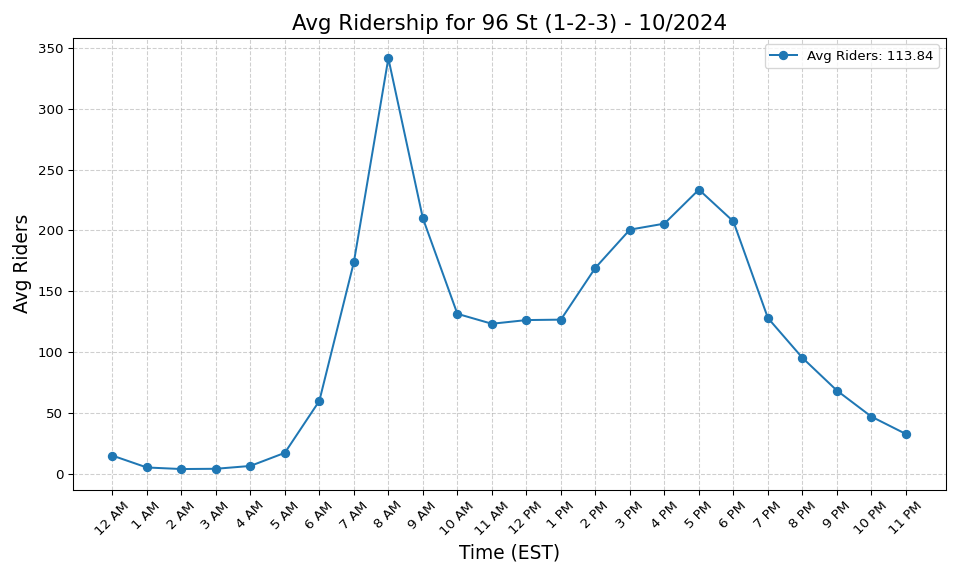 Avg Ridership for 96 St (1-2-3) - 10/2024
Avg Riders: 113.84
350
300
250
200
150
100
50
0
Avg Riders
12 AM
1 AM
2 AM
3 AM
4 AM
5 AM
6 AM
7 AM
8 AM
9 AM
10 AM
11 AM
12 PM
1 PM
2 PM
3 PM
4 PM
5 PM
6 PM
7 PM
8 PM
9 PM
10 PM
11 PM
Time (EST)